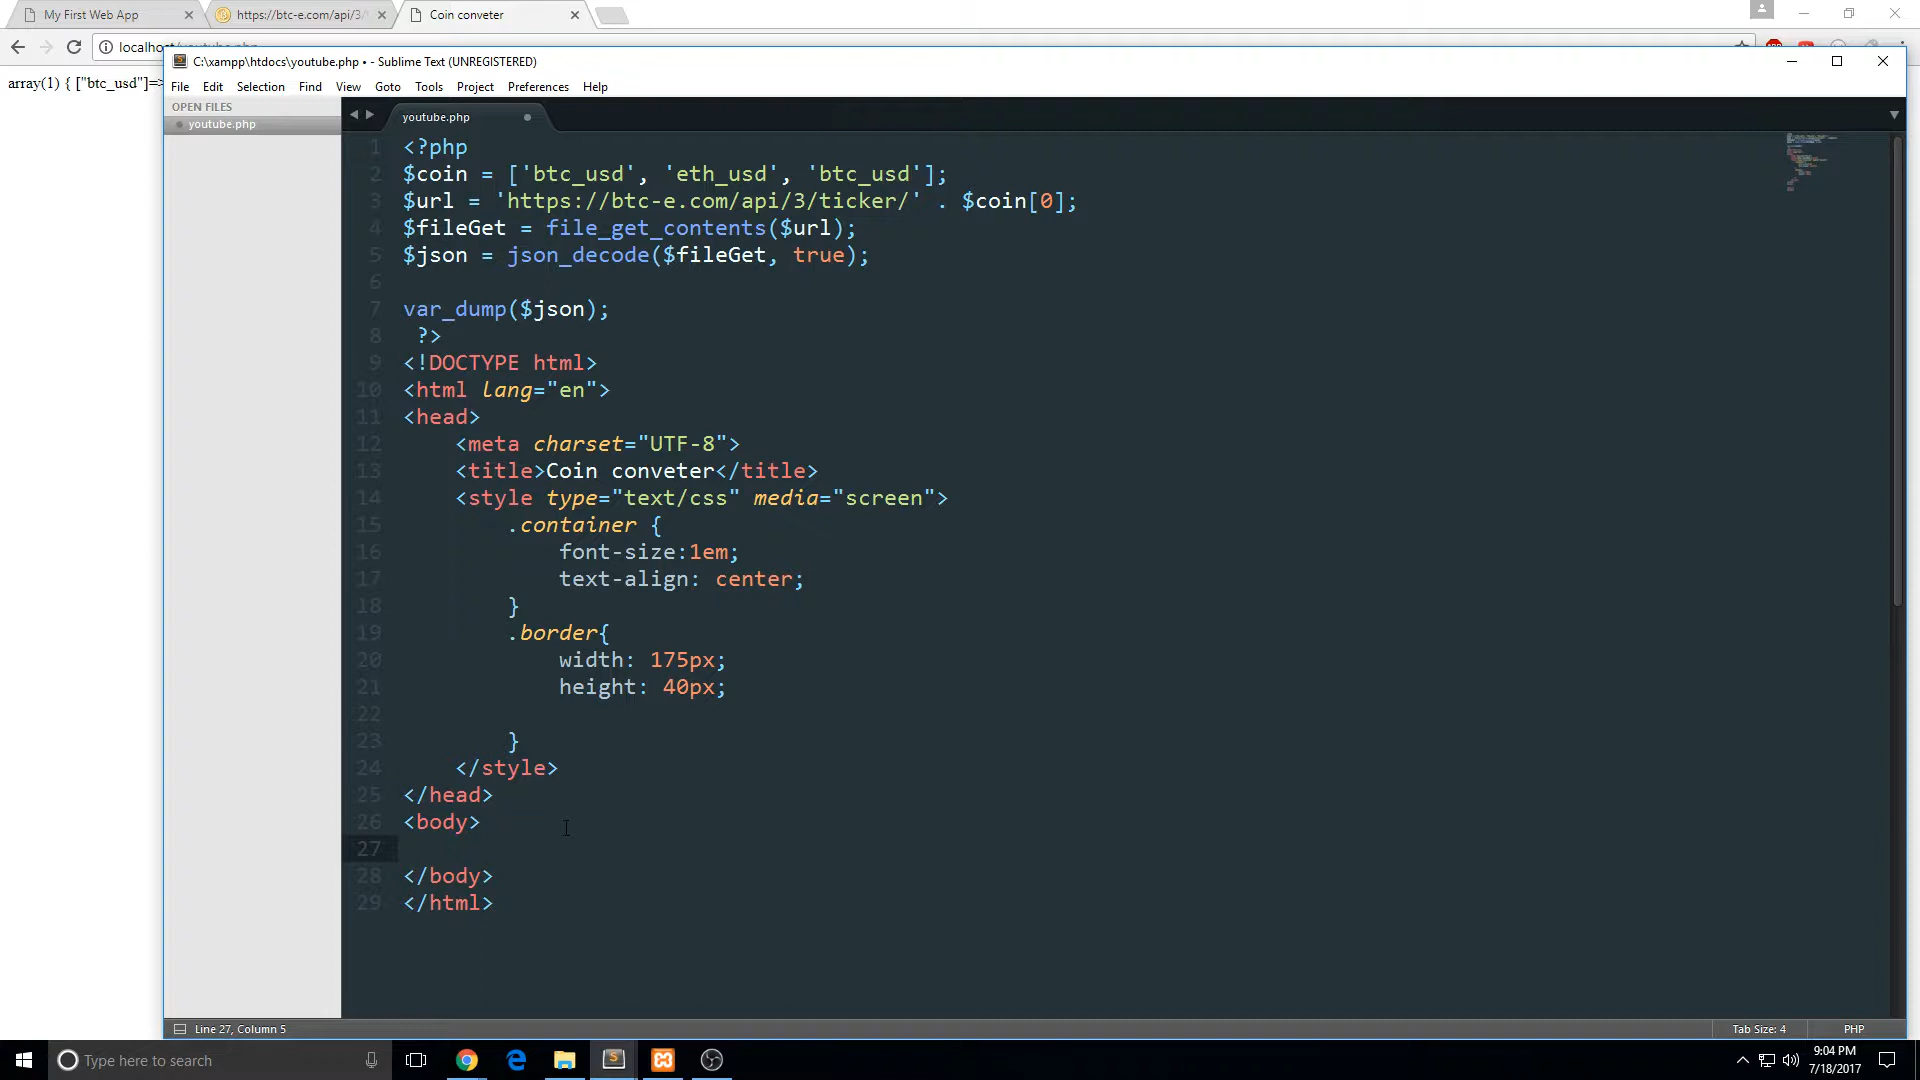 My First Web App
https://btc-e.com/api/3/
Coin conveter
localhost/youtube.php
array(1) { ["btc_usd"]=>
C:\xampp\htdocs\youtube.php • - Sublime Text (UNREGISTERED)
File Edit Selection Find View Goto Tools Project Preferences Help
OPEN FILES
youtube.php
youtube.php
1 <?php
2 $coin = ['btc_usd', 'eth_usd', 'btc_usd'];
3 $url = 'https://btc-e.com/api/3/ticker/' . $coin[0];
4 $fileGet = file_get_contents($url);
5 $json = json_decode($fileGet, true);
6
7 var_dump($json);
8 ?>
9 <!DOCTYPE html>
10 <html lang="en">
11 <head>
12 <meta charset="UTF-8">
13 <title>Coin conveter</title>
14 <style type="text/css" media="screen">
15 .container {
16 font-size:1em;
17 text-align: center;
18 }
19 .border{
20 width: 175px;
21 height: 40px;
22
23 }
24 </style>
25 </head>
26 <body>
27
28 </body>
29 </html>
Line 27, Column 5
Tab Size: 4
PHP
Type here to search
9:04 PM
7/18/2017